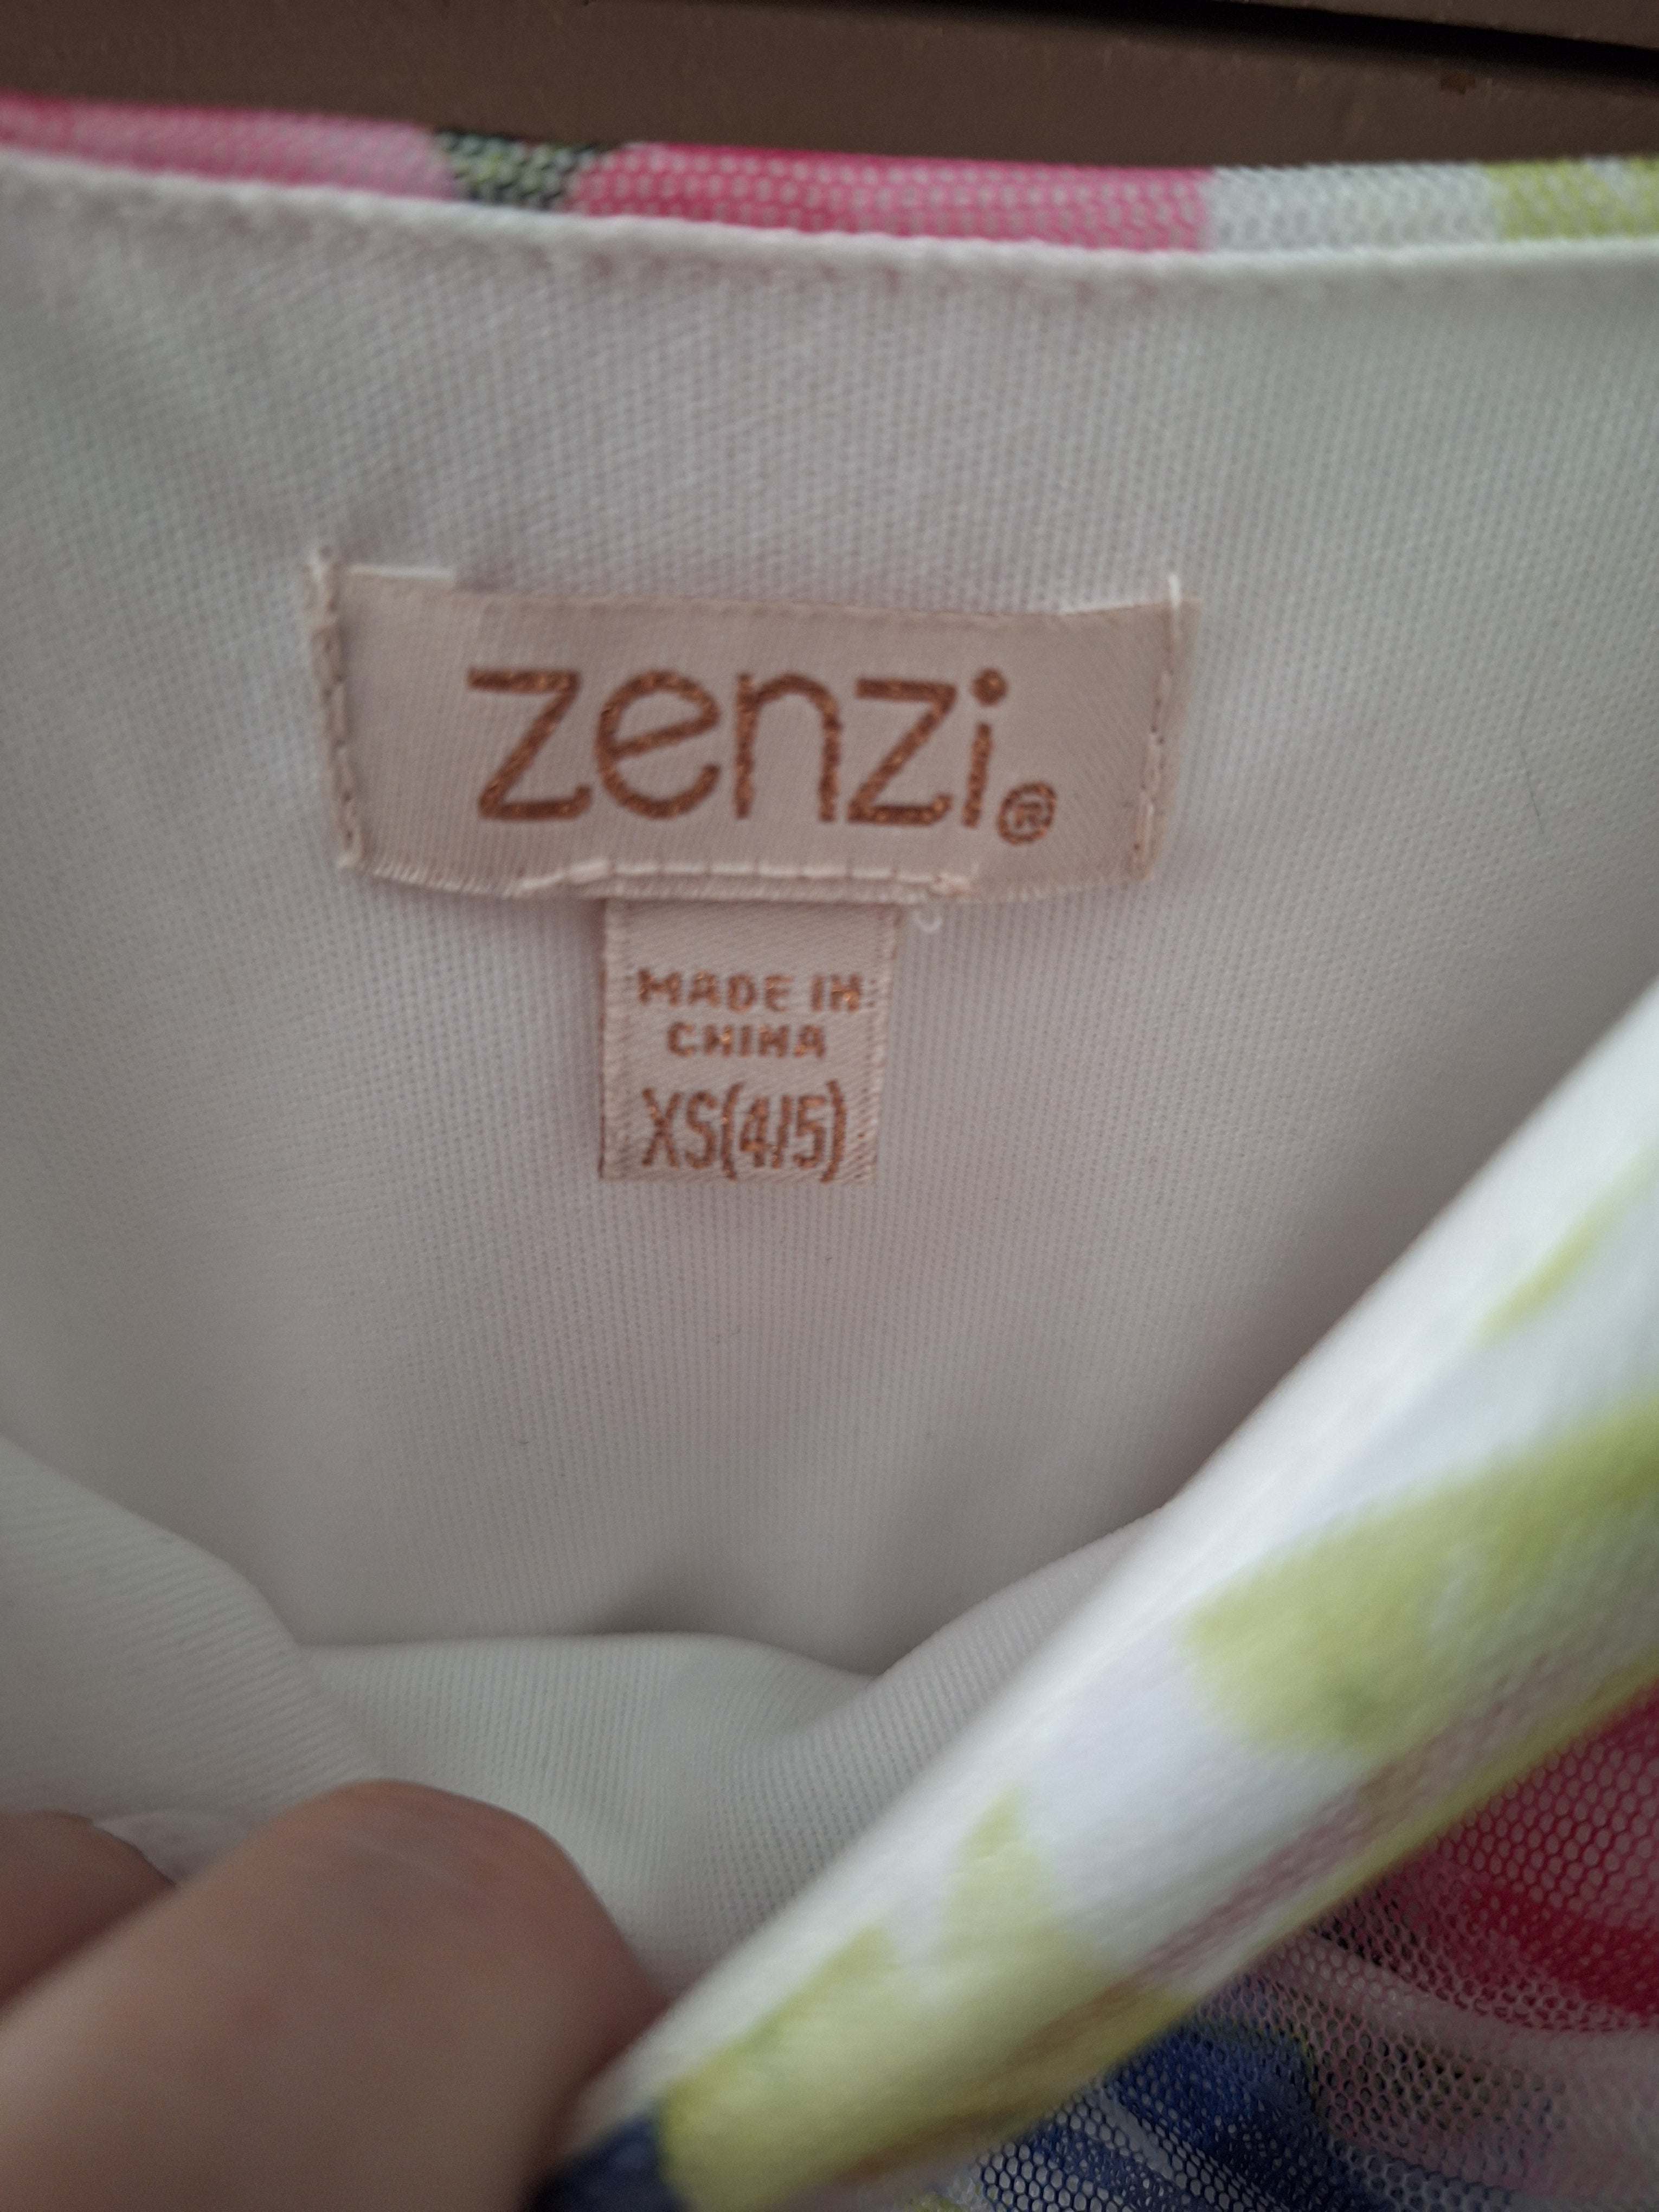 zenzi®
MADE IN
CHINA
XS(4/5)